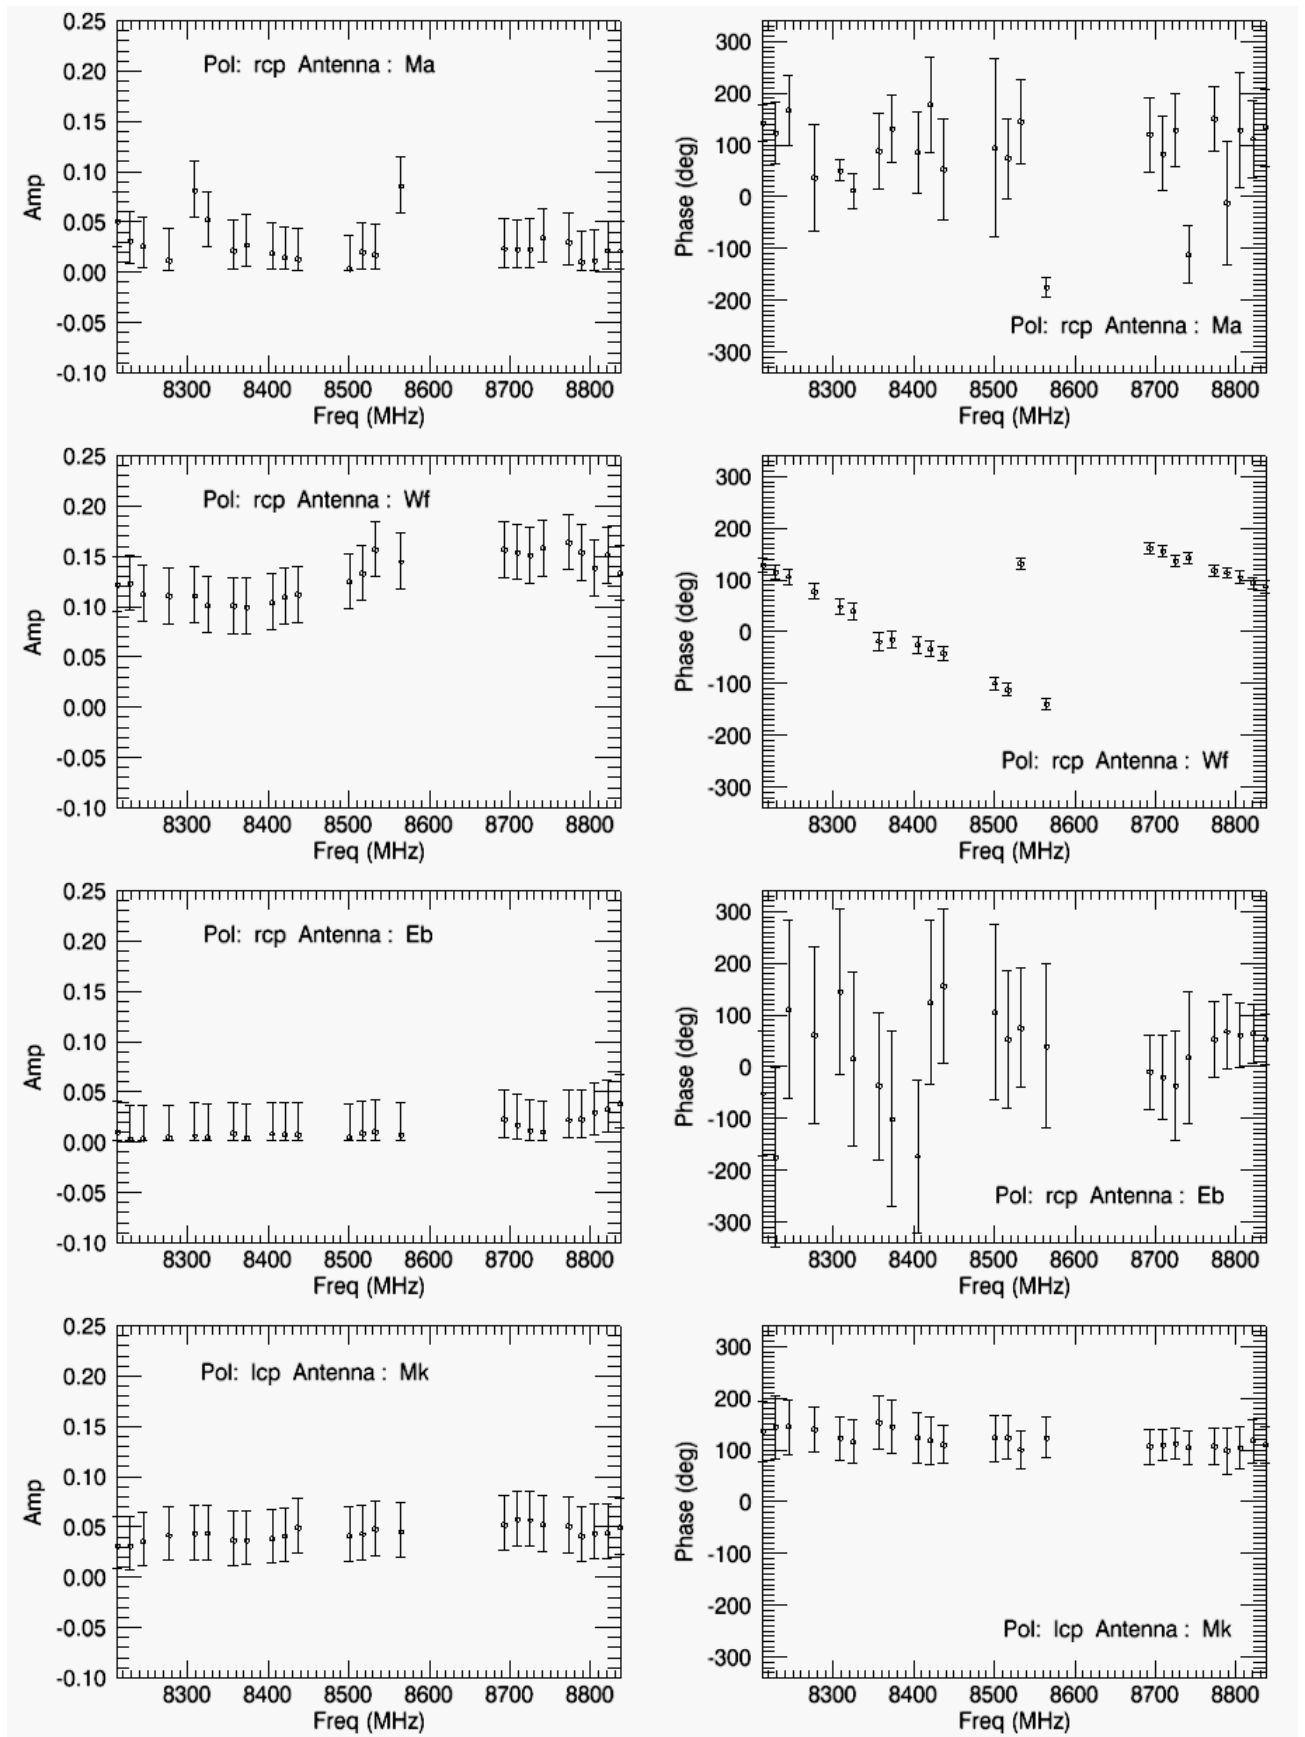 0.25
0.20
0.15
0.10
0.05
0.00
-0.05
-0.10
Amp
Pol: rcp Antenna : Ma
8300 8400 8500 8600 8700 8800
Freq (MHz)
300
200
100
0
-100
-200
-300
Phase (deg)
Pol: rcp Antenna : Ma
8300 8400 8500 8600 8700 8800
Freq (MHz)
0.25
0.20
0.15
0.10
0.05
0.00
-0.05
-0.10
Amp
Pol: rcp Antenna : Wf
8300 8400 8500 8600 8700 8800
Freq (MHz)
300
200
100
0
-100
-200
-300
Phase (deg)
Pol: rcp Antenna : Wf
8300 8400 8500 8600 8700 8800
Freq (MHz)
0.25
0.20
0.15
0.10
0.05
0.00
-0.05
-0.10
Amp
Pol: rcp Antenna : Eb
8300 8400 8500 8600 8700 8800
Freq (MHz)
300
200
100
0
-100
-200
-300
Phase (deg)
Pol: rcp Antenna : Eb
8300 8400 8500 8600 8700 8800
Freq (MHz)
0.25
0.20
0.15
0.10
0.05
0.00
-0.05
-0.10
Amp
Pol: lcp Antenna : Mk
8300 8400 8500 8600 8700 8800
Freq (MHz)
300
200
100
0
-100
-200
-300
Phase (deg)
Pol: lcp Antenna : Mk
8300 8400 8500 8600 8700 8800
Freq (MHz)